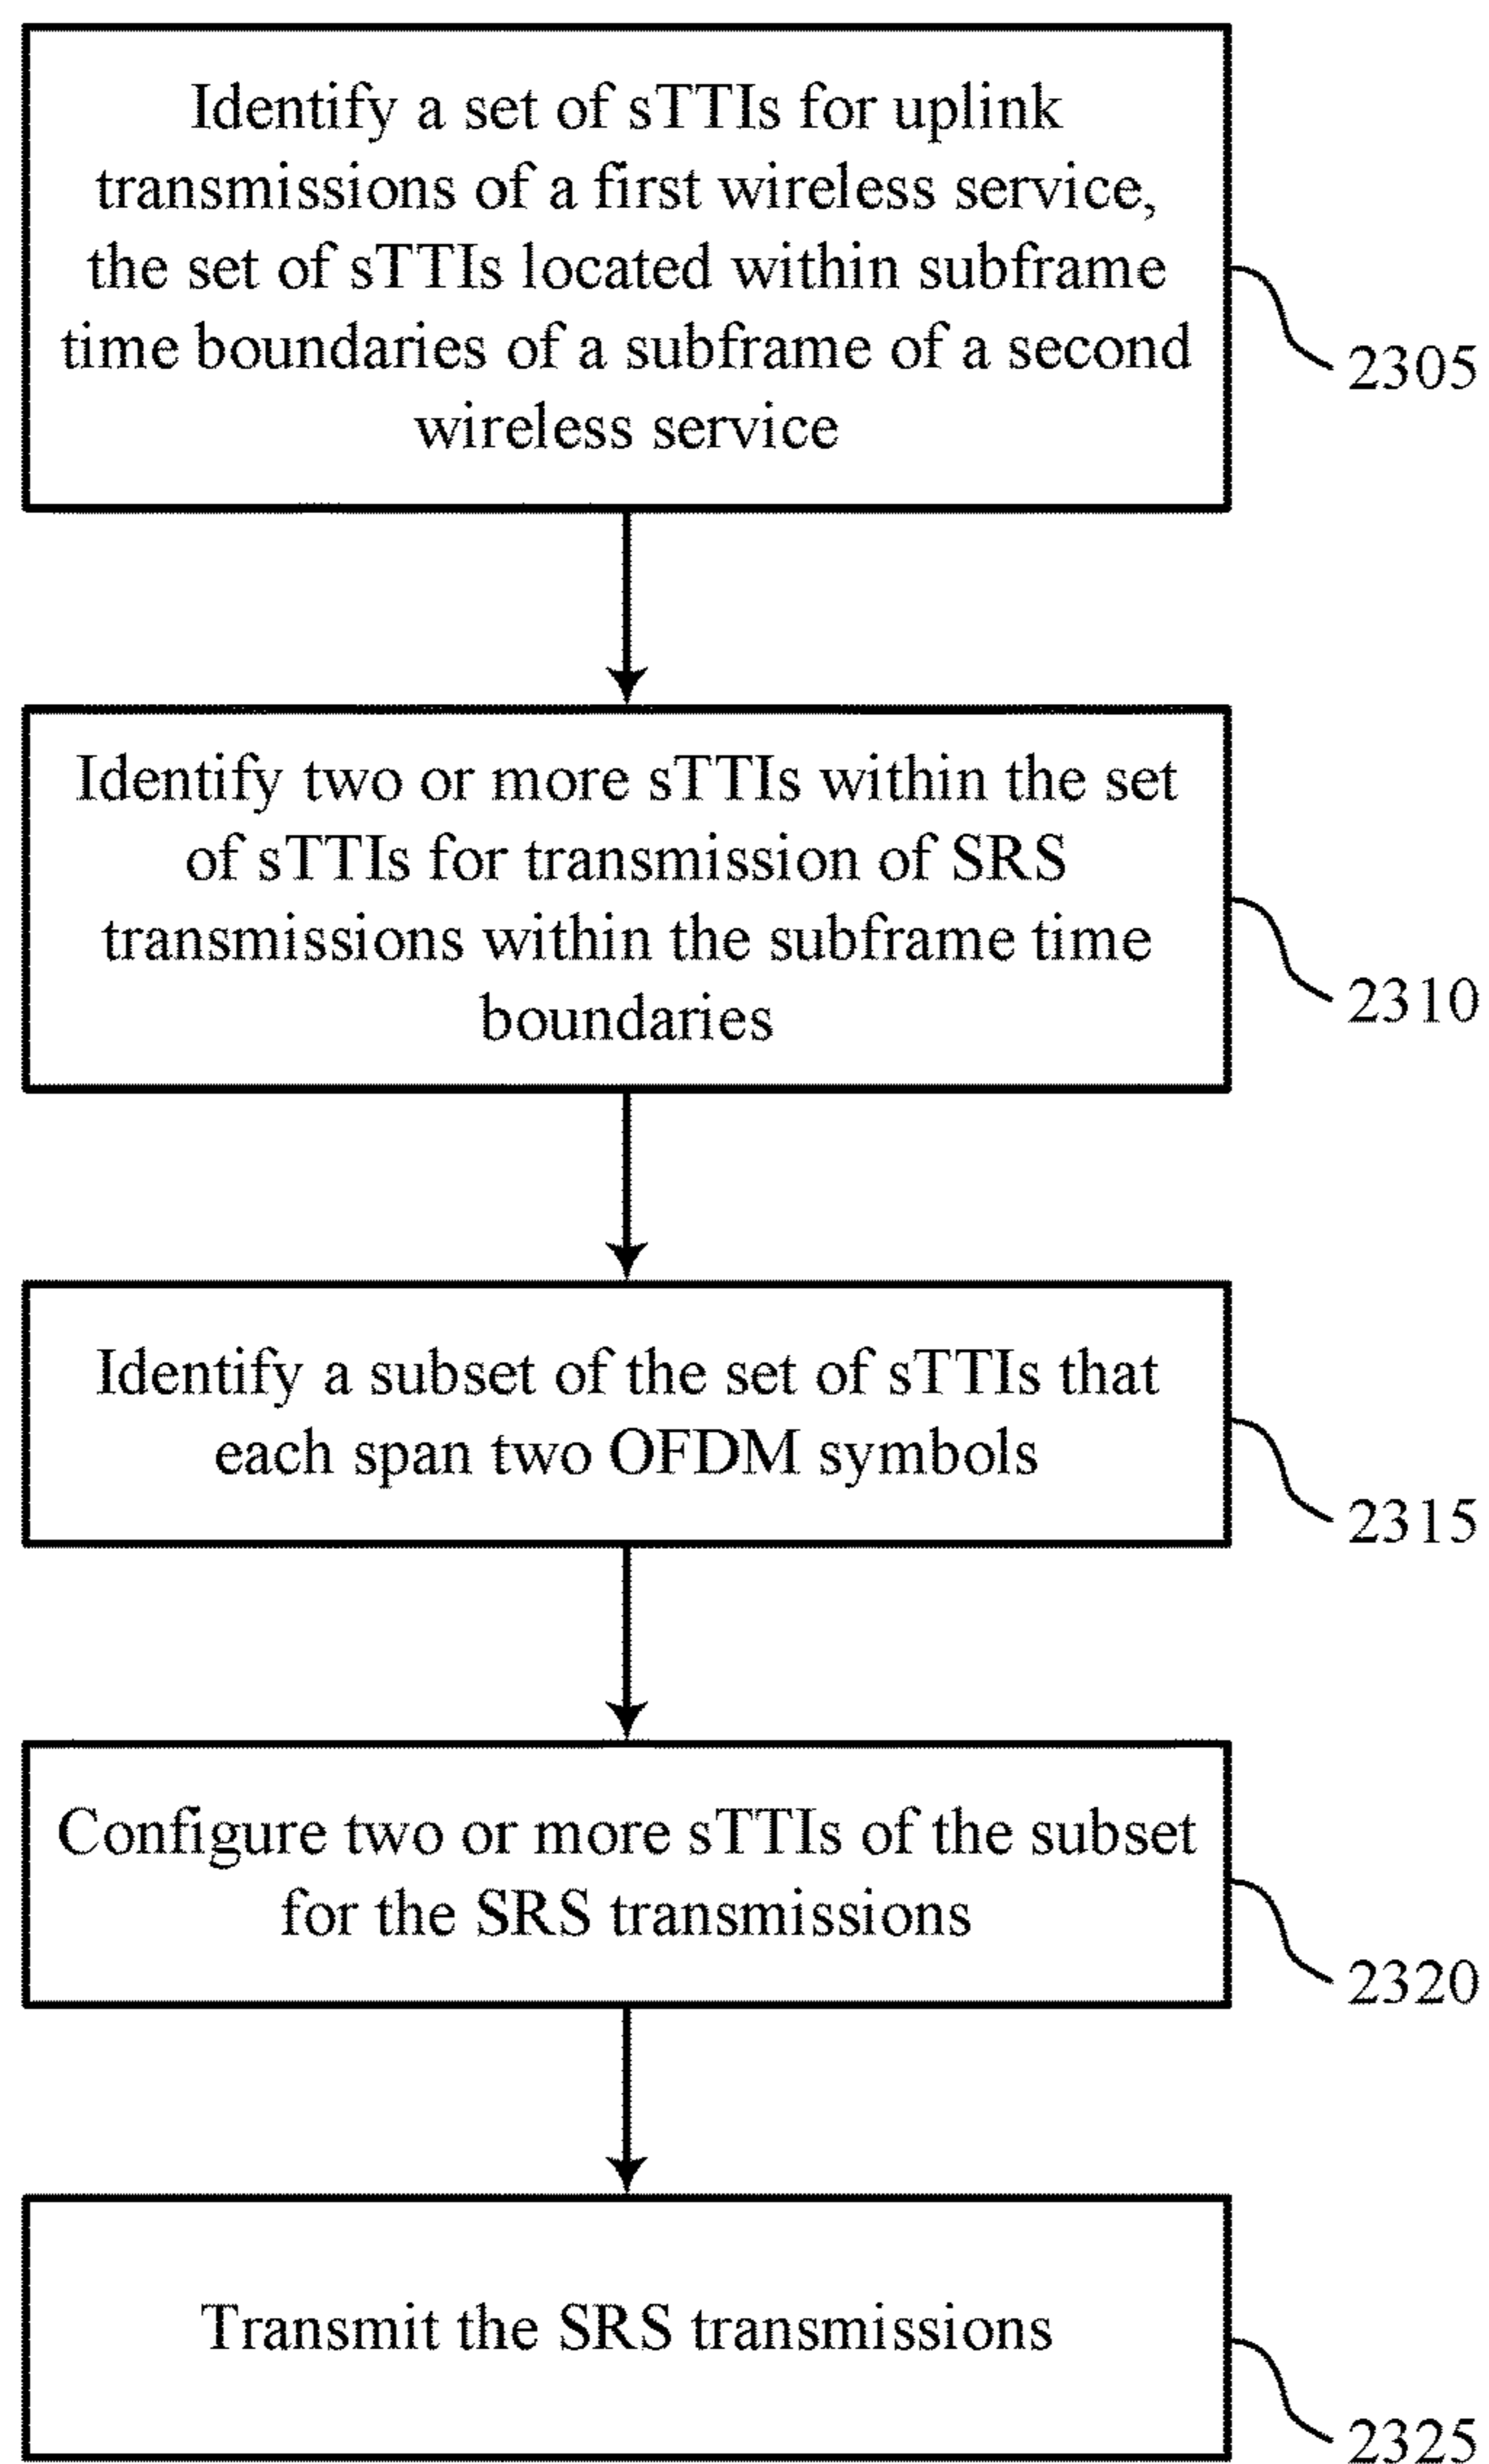 Identify a set of sTTIs for uplink
transmissions of a first wireless service,
the set of sTTIs located within subframe
time boundaries of a subframe of a second
wireless service
2305
Identify two or more sTTIs within the set
of sTTIs for transmission of SRS
transmissions within the subframe time
boundaries
2310
Identify a subset of the set of sTTIs that
each span two OFDM symbols
2315
Configure two or more sTTIs of the subset
for the SRS transmissions
2320
Transmit the SRS transmissions
2325